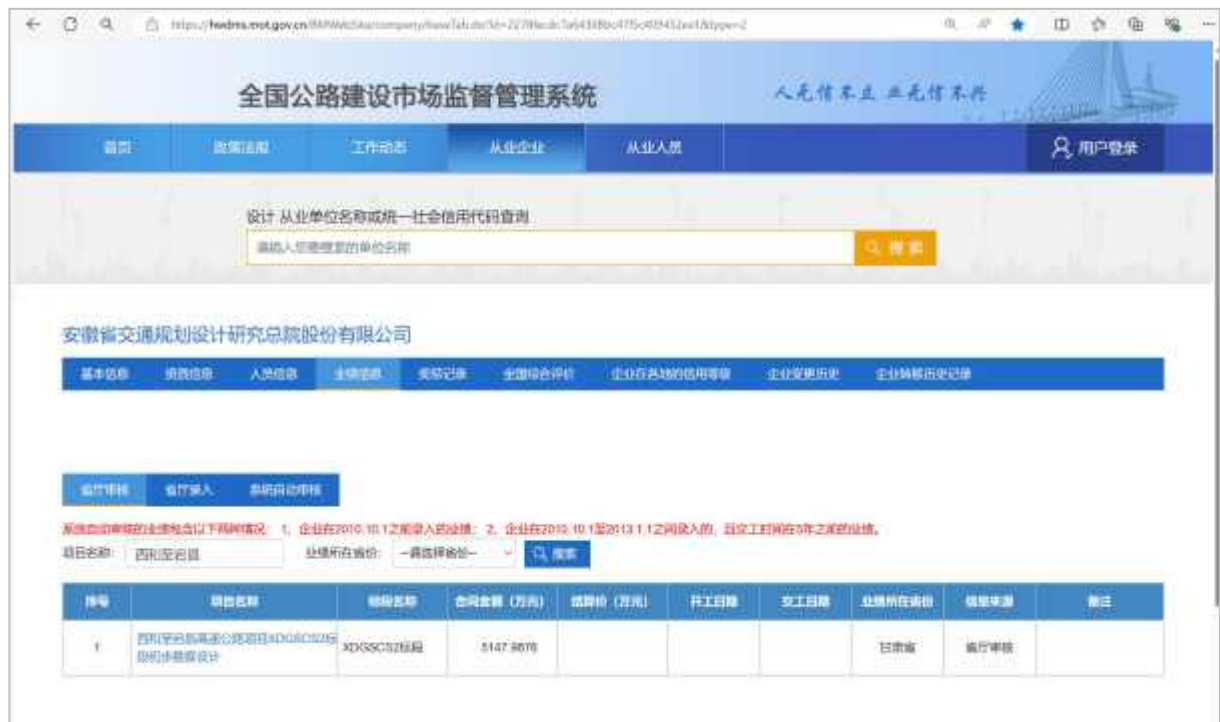 全国公路建设市场监督管理系统
人无信不立 业无信不兴
首页 政策法规 工作动态 从业企业 从业人员 用户登录
设计 从业单位名称或统一社会信用代码查询
请输入您要搜索的单位名称 搜索
安徽省交通规划设计研究总院股份有限公司
基本信息 资质信息 人员信息 业绩信息 奖惩记录 全国综合评价 企业在各地的信用等级 企业变更历史 企业转移历史记录
省厅审核 省厅录入 系统自动审核
系统自动审核的业绩包含以下两种情况: 1、企业在2010.10.1之前录入的业绩; 2、企业在2010.10.1至2013.1.1之间录入的,且交工时间在5年之前的业绩。
项目名称: 西和至宕昌 业绩所在省份: --请选择省份-- 搜索
序号 项目名称 标段名称 合同金额(万元) 结算价(万元) 开工日期 交工日期 业绩所在省份 信息来源 备注
1 西和至宕昌高速公路项目XDGSCS2标段初步勘察设计 XDGSCS2标段 5147.9876 甘肃省 省厅审核